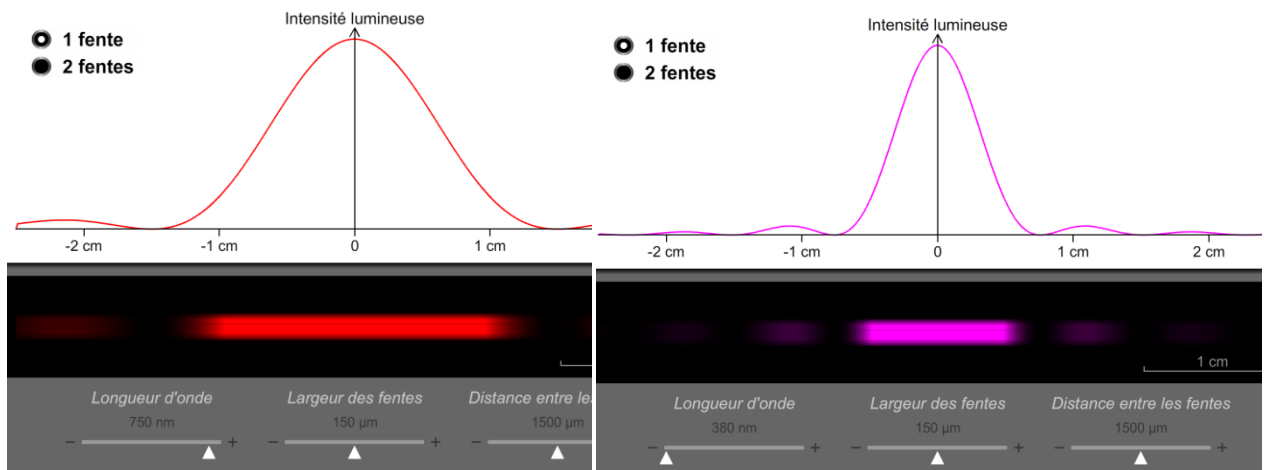 Intensité lumineuse
1 fente
2 fentes
-2 cm -1 cm 0 1 cm
Longueur d'onde Largeur des fentes Distance entre les
750 nm 150 µm 1500 µm
− + − + −
Intensité lumineuse
1 fente
2 fentes
-2 cm -1 cm 0 1 cm 2 cm
1 cm
Longueur d'onde Largeur des fentes Distance entre les fentes
380 nm 150 µm 1500 µm
− + − + − +